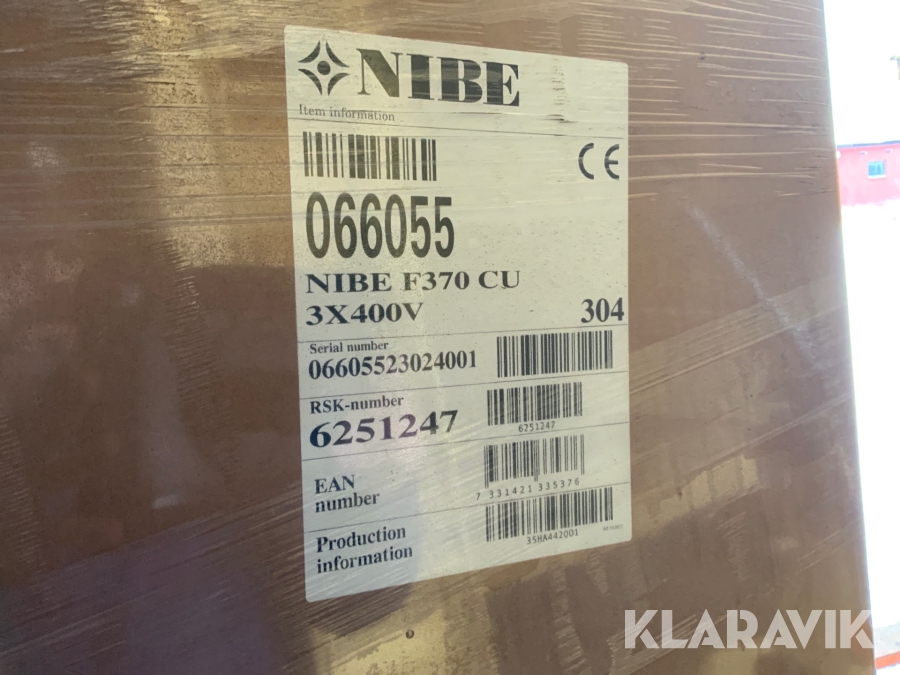 NIBE
Item information
CE
066055
NIBE F370 CU
3X400V
304
Serial number
06605523024001
RSK-number
6251247
6251247
EAN
number
7 331421 335376
Production
information
3SHA442001
KLARAVIK